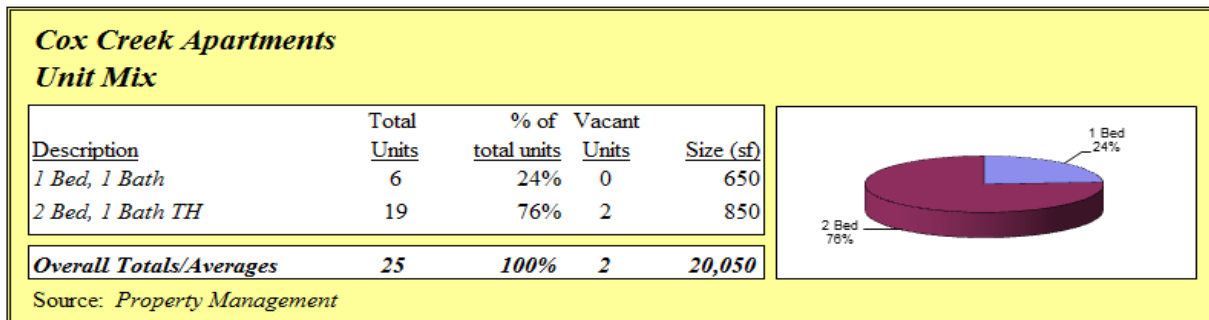 Cox Creek Apartments
Unit Mix
Total % of Vacant
Description Units total units Units Size (sf)
1 Bed, 1 Bath 6 24% 0 650
2 Bed, 1 Bath TH 19 76% 2 850
Overall Totals/Averages 25 100% 2 20,050
Source: Property Management
1 Bed
24%
2 Bed
76%